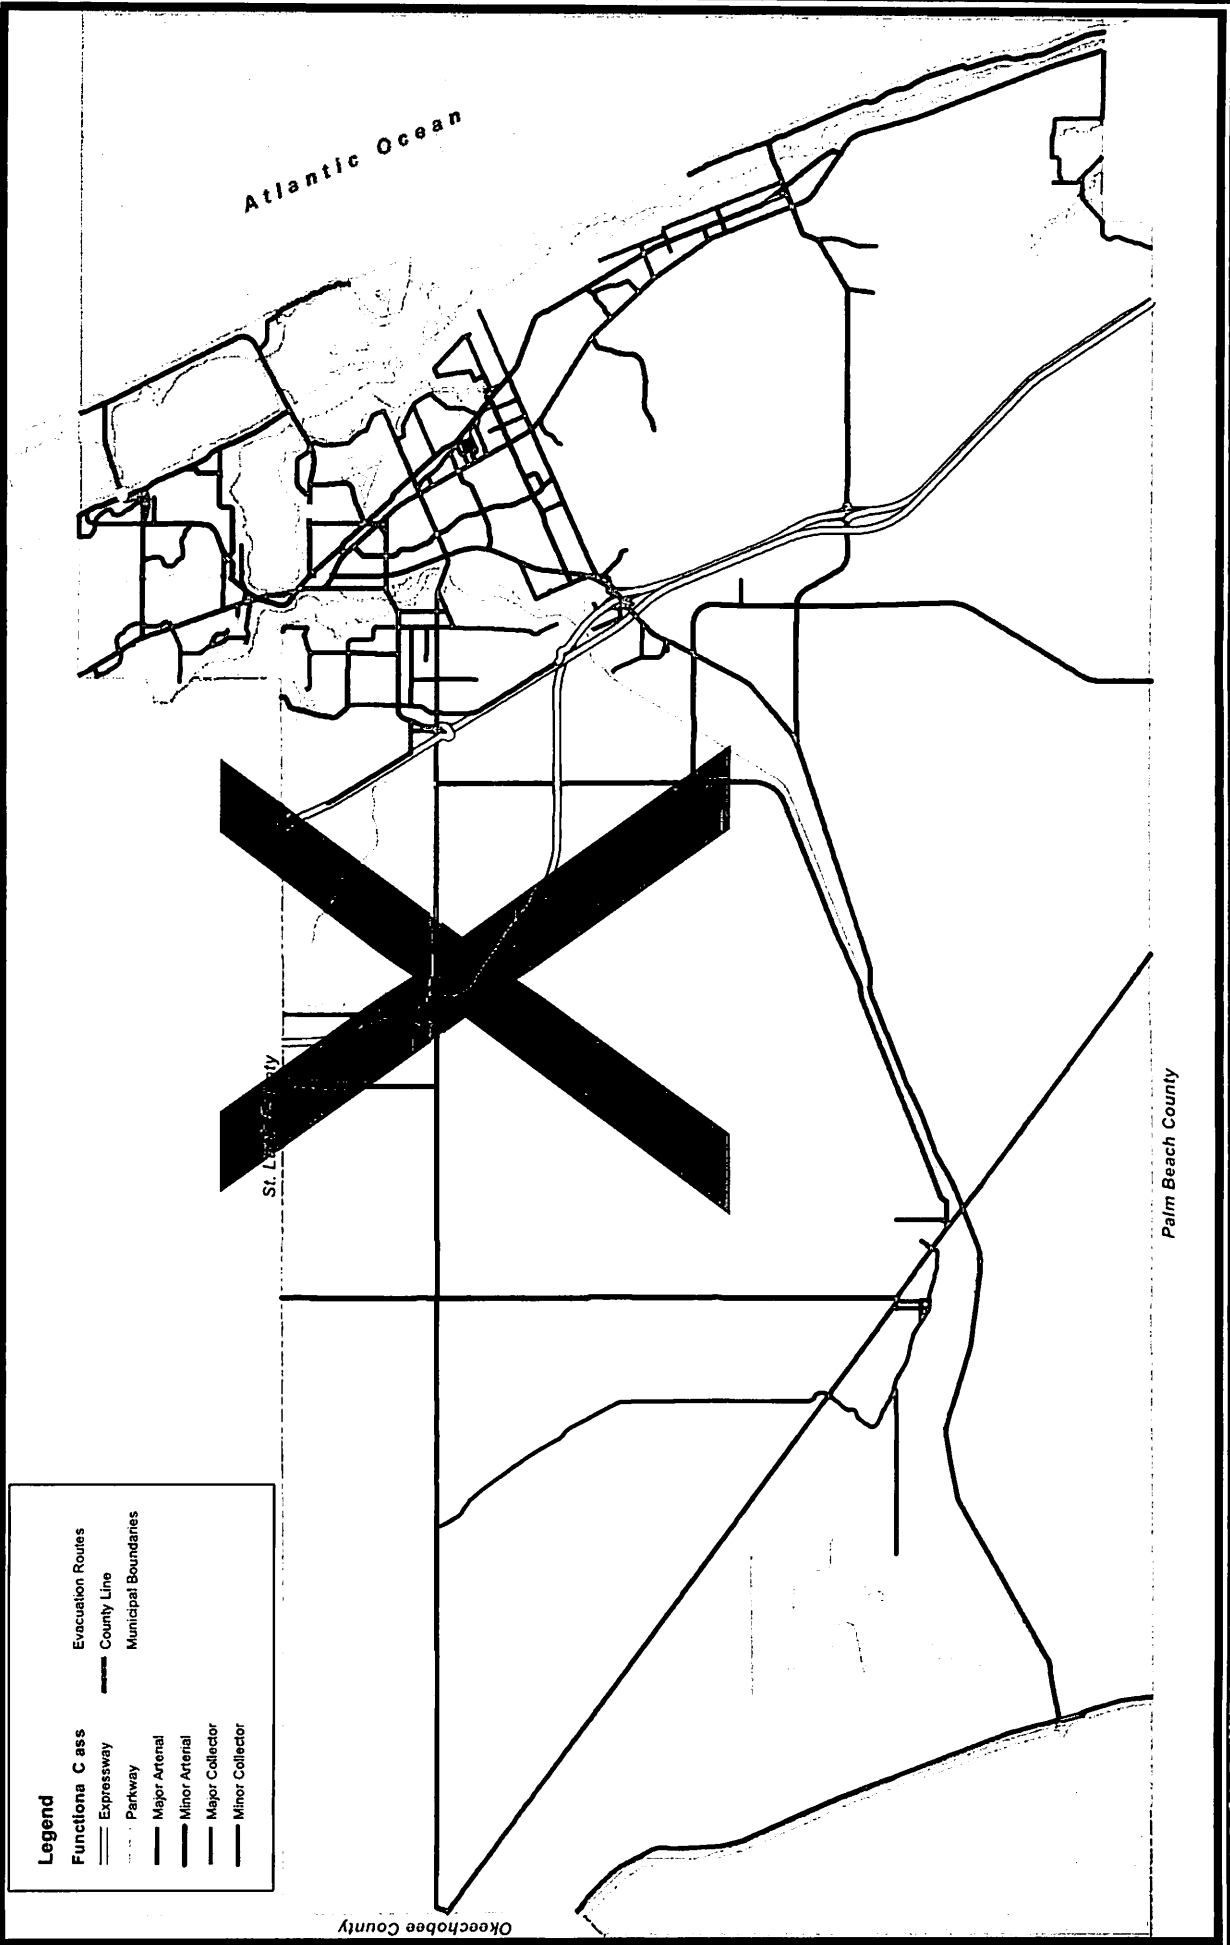 Atlantic Ocean
St. L
ty
Palm Beach County
Okeechobee County
Legend
Functiona C ass
Expressway
Parkway
Major Arterial
Minor Arterial
Major Collector
Minor Collector
Evacuation Routes
County Line
Municipal Boundaries